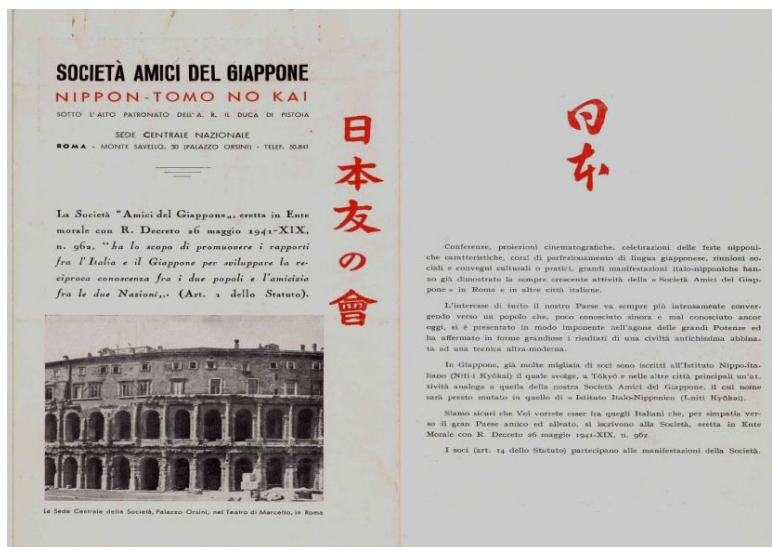 SOCIETÀ AMICI DEL GIAPPONE
NIPPON-TOMO NO KAI
SOTTO L'ALTO PATRONATO DELL'A. R. IL DUCA DI PISTOIA
SEDE CENTRALE NAZIONALE
ROMA - MONTE SAVELLO, 30 (PALAZZO ORSINI) - TELEF. 50.841
日本友の會
La Società "Amici del Giappone„, eretta in Ente
morale con R. Decreto 26 maggio 1941-XIX,
n. 962, "ha lo scopo di promuovere i rapporti
fra l'Italia e il Giappone per sviluppare la re-
ciproca conoscenza fra i due popoli e l'amicizia
fra le due Nazioni„. (Art. 2 dello Statuto).
La Sede Centrale della Società, Palazzo Orsini, nel Teatro di Marcello, in Roma
日本
Conferenze, proiezioni cinematografiche, celebrazioni delle feste nipponi-
che caratteristiche, corsi di perfezionamento di lingua giapponese, riunioni so-
ciali e convegni culturali o pratici, grandi manifestazioni italo-nipponiche han-
no già dimostrato la sempre crescente attività della « Società Amici del Giap-
pone » in Roma e in altre città italiane.
L'interesse di tutto il nostro Paese va sempre più intensamente conver-
gendo verso un popolo che, poco conosciuto sinora e mal conosciuto ancor
oggi, si è presentato in modo imponente nell'agone delle grandi Potenze ed
ha affermato in forme grandiose i risultati di una civiltà antichissima abbina-
ta ad una tecnica ultra-moderna.
In Giappone, già molte migliaia di soci sono iscritti all'Istituto Nippo-ita-
liano (Niti-i Kyôkai) il quale svolge, a Tôkyô e nelle altre città principali un'at-
tività analoga a quella della nostra Società Amici del Giappone, il cui nome
sarà presto mutato in quello di « Istituto Italo-Nipponico (I-niti Kyôkai).
Siamo sicuri che Voi vorrete esser fra quegli Italiani che, per simpatia ver-
so il gran Paese amico ed alleato, si iscrivono alla Società, eretta in Ente
Morale con R. Decreto 26 maggio 1941-XIX, n. 962.
I soci (art. 14 dello Statuto) partecipano alle manifestazioni della Società.